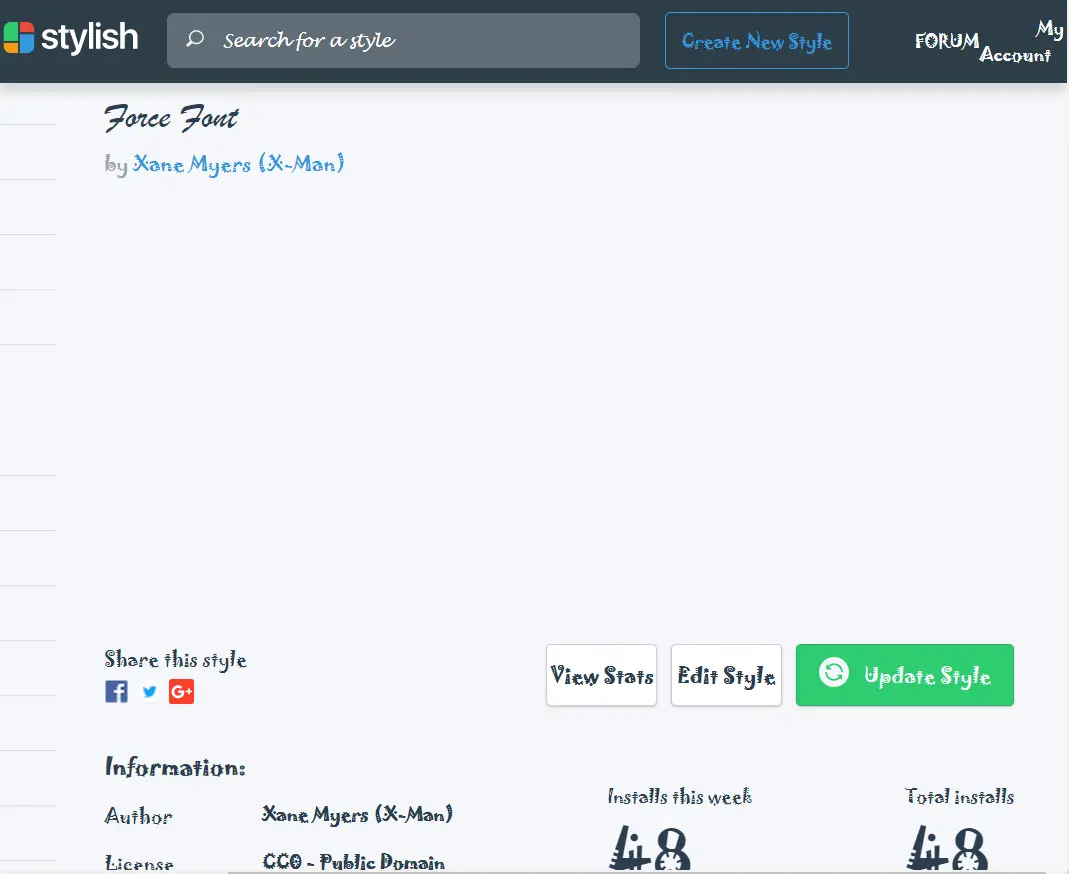 stylish
Search for a style
Create New Style
FORUM
My
Account
Force Font
by Xane Myers (X-Man)
Share this style
G+
View Stats
Edit Style
Update Style
Information:
Installs this week
Total installs
Author
Xane Myers (X-Man)
48
48
License
CC0 - Public Domain